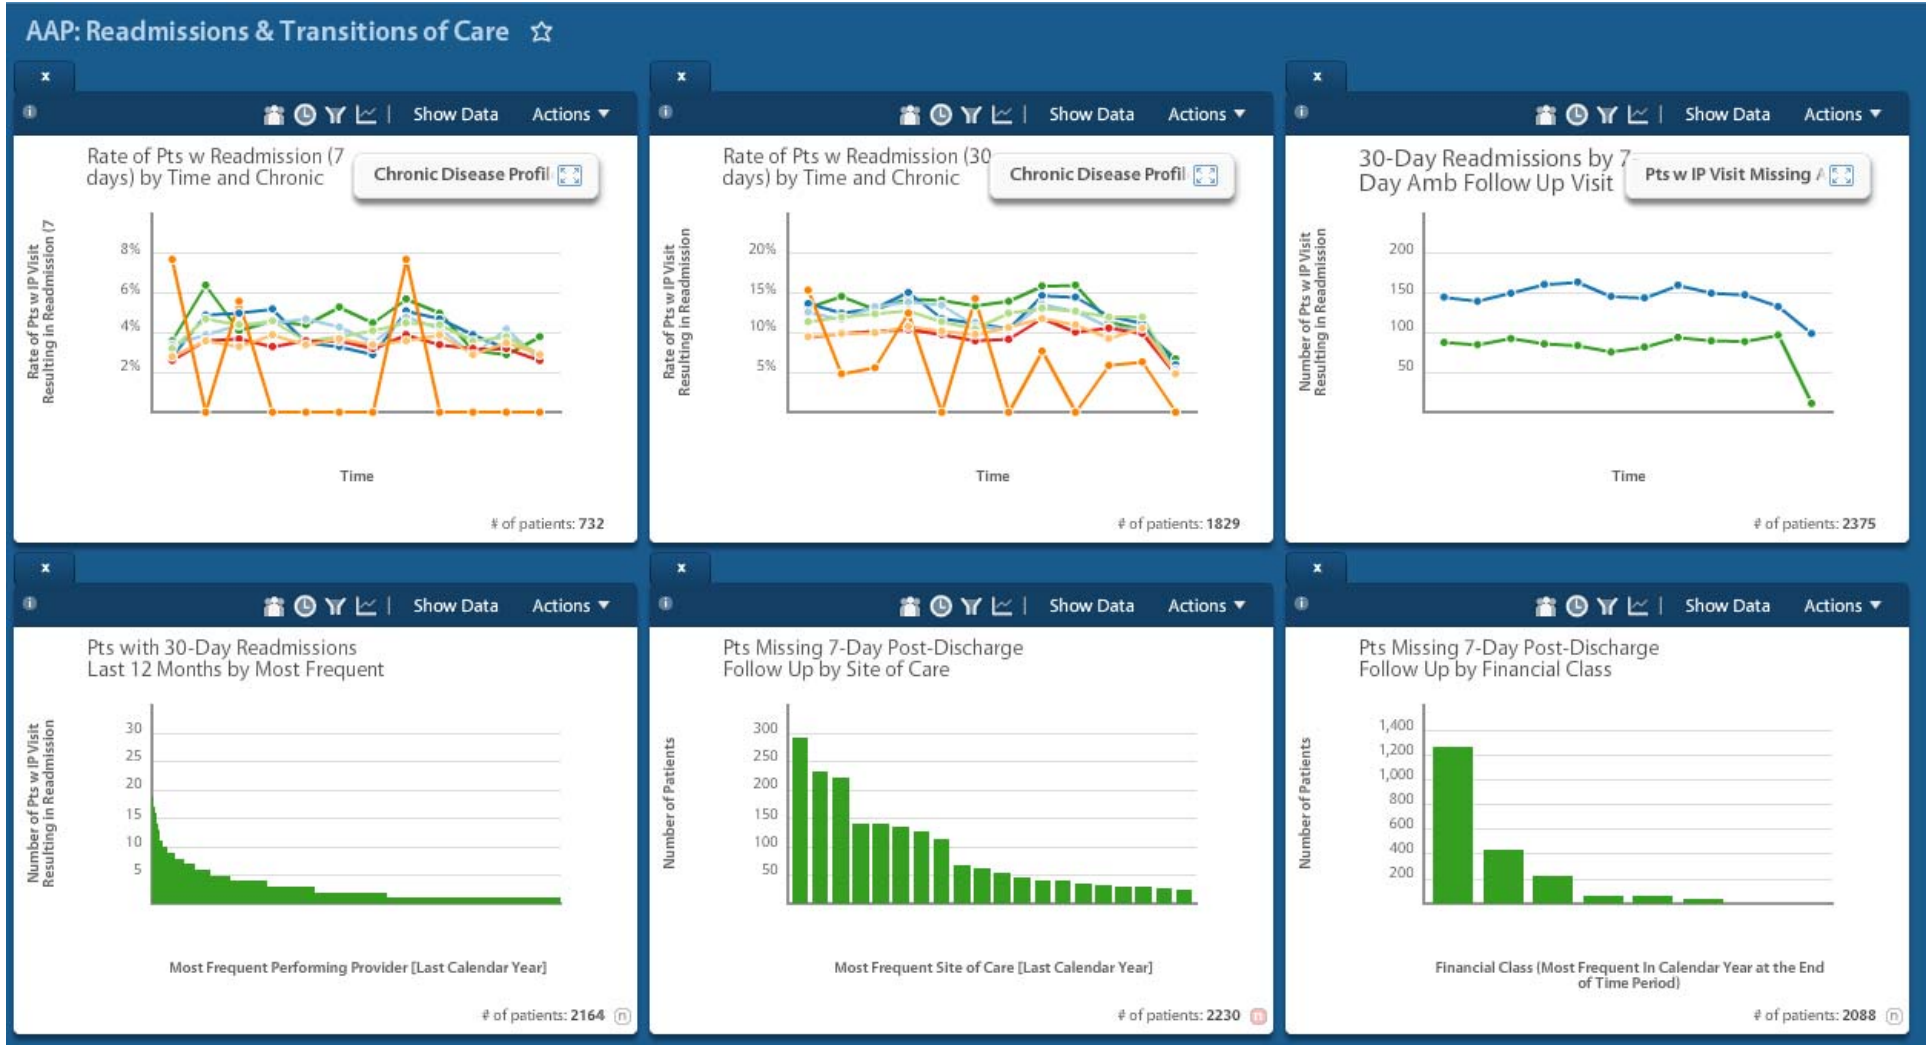 AAP: Readmissions & Transitions of Care
x
Show Data Actions
Rate of Pts w Readmission (7
days) by Time and Chronic
Chronic Disease Profil
Rate of Pts w IP Visit
Resulting in Readmission (7
8%
6%
4%
2%
Time
# of patients: 732
x
Show Data Actions
Rate of Pts w Readmission (30
days) by Time and Chronic
Chronic Disease Profil
Rate of Pts w IP Visit
Resulting in Readmission
20%
15%
10%
5%
Time
# of patients: 1829
x
Show Data Actions
30-Day Readmissions by 7-
Day Amb Follow Up Visit
Pts w IP Visit Missing A
Number of Pts w IP Visit
Resulting in Readmission
200
150
100
50
Time
# of patients: 2375
x
Show Data Actions
Pts with 30-Day Readmissions
Last 12 Months by Most Frequent
Number of Pts w IP Visit
Resulting in Readmission
30
25
20
15
10
5
Most Frequent Performing Provider [Last Calendar Year]
# of patients: 2164 n
x
Show Data Actions
Pts Missing 7-Day Post-Discharge
Follow Up by Site of Care
Number of Patients
300
250
200
150
100
50
Most Frequent Site of Care [Last Calendar Year]
# of patients: 2230 n
x
Show Data Actions
Pts Missing 7-Day Post-Discharge
Follow Up by Financial Class
Number of Patients
1,400
1,200
1,000
800
600
400
200
Financial Class (Most Frequent In Calendar Year at the End
of Time Period)
# of patients: 2088 n